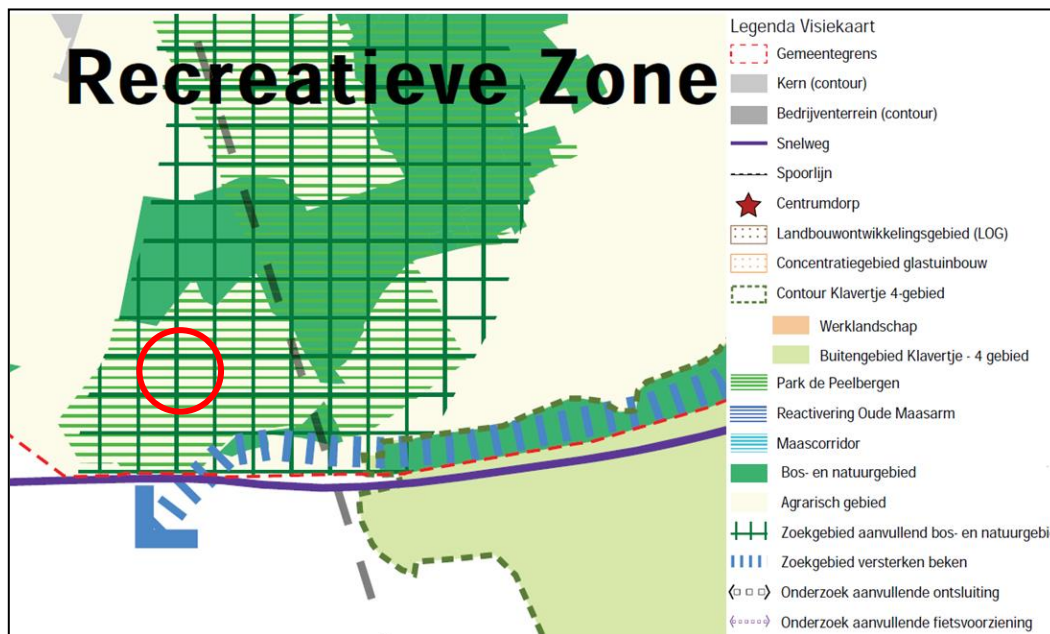 Recreatieve Zone
Legenda Visiekaart
Gemeentegrens
Kern (contour)
Bedrijventerrein (contour)
Snelweg
Spoorlijn
Centrumdorp
Landbouwontwikkelingsgebied (LOG)
Concentratiegebied glastuinbouw
Contour Klavertje 4-gebied
Werklandschap
Buitengebied Klavertje - 4 gebied
Park de Peelbergen
Reactivering Oude Maasarm
Maascorridor
Bos- en natuurgebied
Agrarisch gebied
Zoekgebied aanvullend bos- en natuurgebie
Zoekgebied versterken beken
Onderzoek aanvullende ontsluiting
Onderzoek aanvullende fietsvoorziening